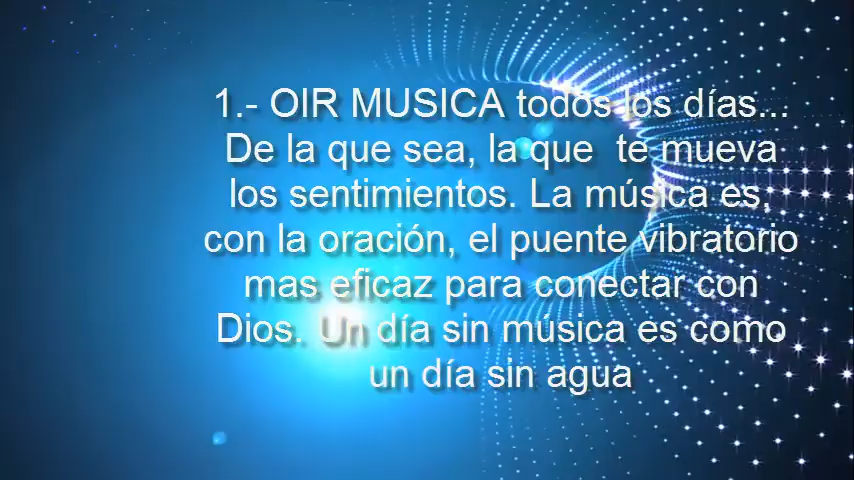 1.- OIR MUSICA todos los días...
De la que sea, la que te mueva
los sentimientos. La música es,
con la oración, el puente vibratorio
mas eficaz para conectar con
Dios. Un día sin música es como
un día sin agua